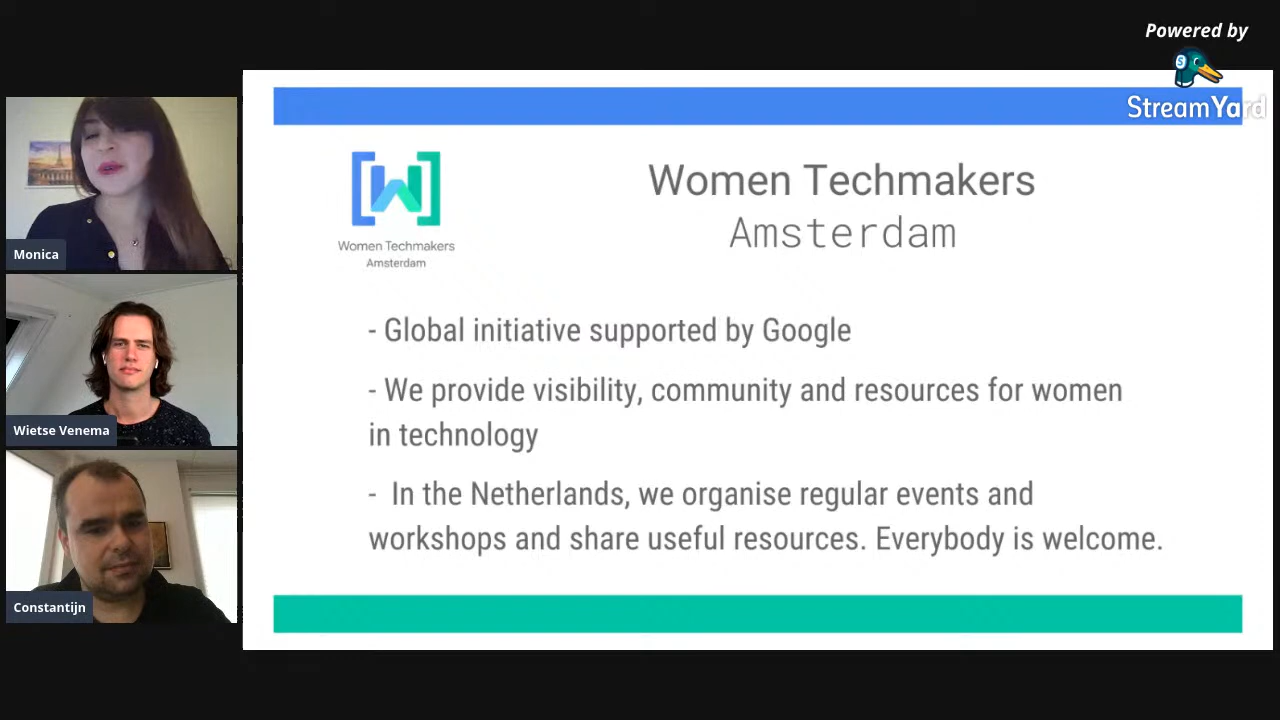 Powered by
StreamYard
Monica
Wietse Venema
Constantijn
Women Techmakers
Amsterdam
Women Techmakers
Amsterdam
- Global initiative supported by Google
- We provide visibility, community and resources for women
in technology
- In the Netherlands, we organise regular events and
workshops and share useful resources. Everybody is welcome.